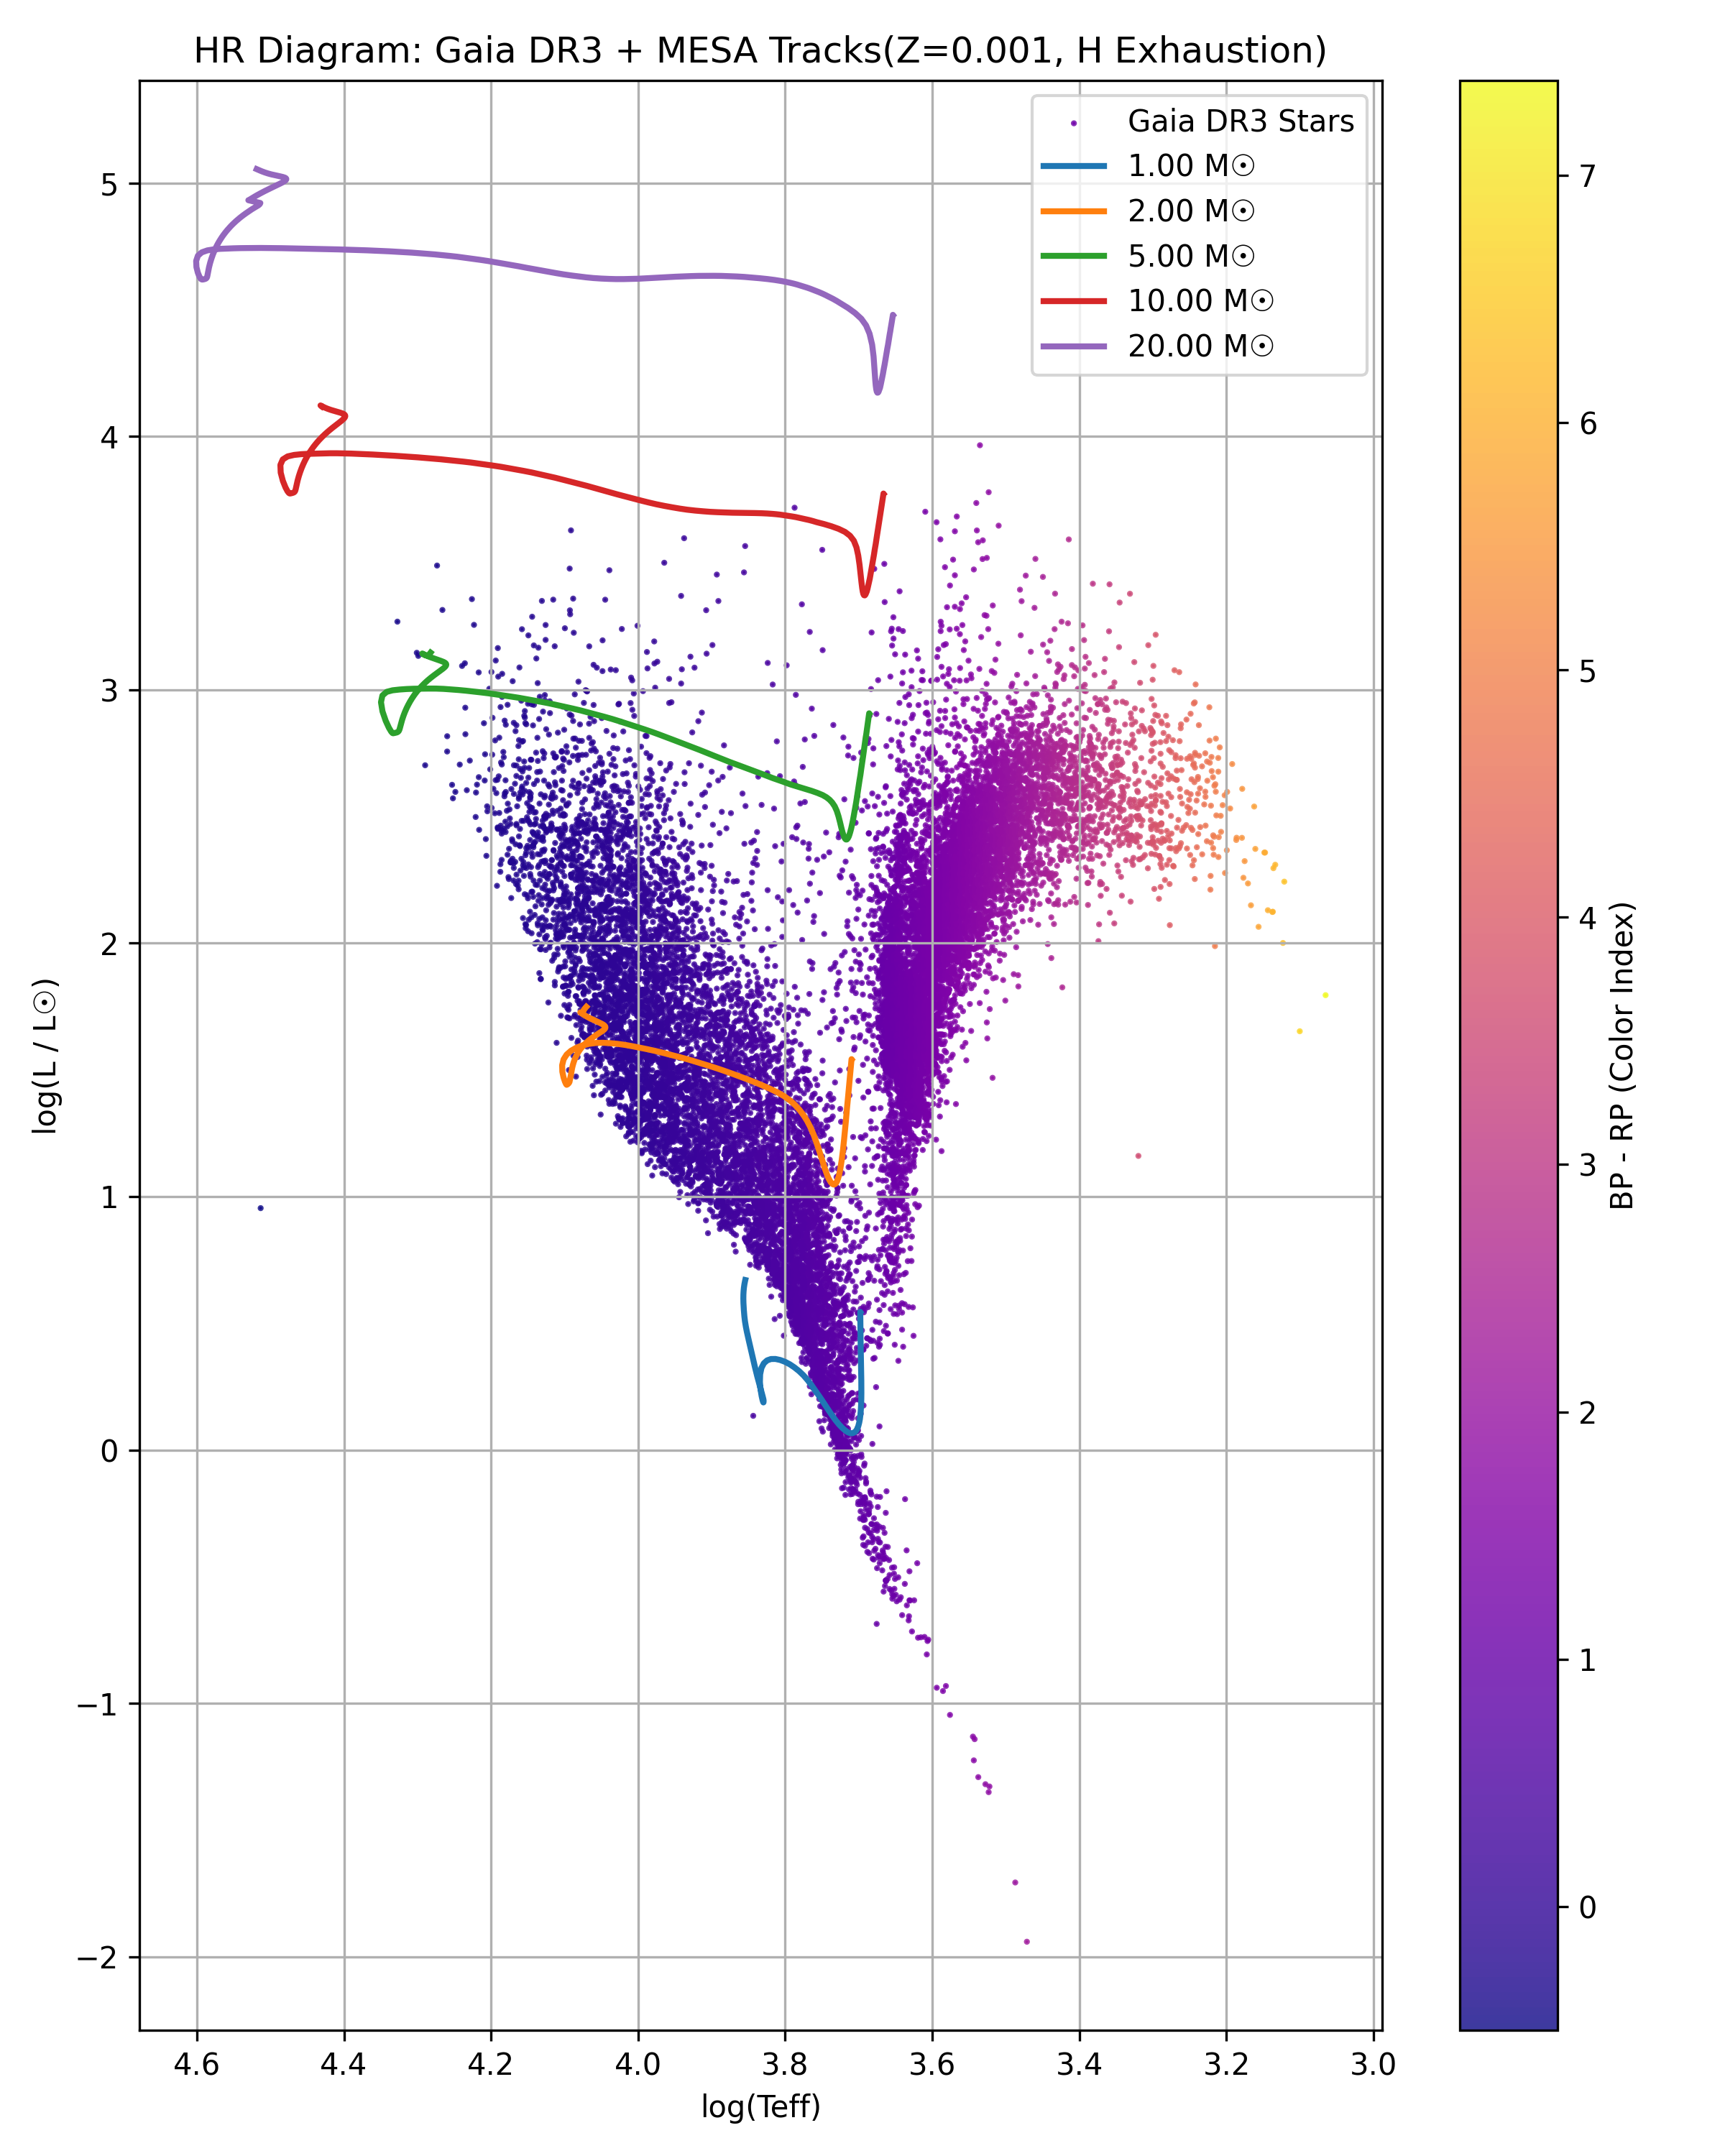 HR Diagram: Gaia DR3 + MESA Tracks(Z=0.001, H Exhaustion)
Gaia DR3 Stars
1.00 M☉
2.00 M☉
5.00 M☉
10.00 M☉
20.00 M☉
5
4
3
2
1
0
−1
−2
log(L / L☉)
4.6 4.4 4.2 4.0 3.8 3.6 3.4 3.2 3.0
log(Teff)
7
6
5
4
3
2
1
0
BP - RP (Color Index)